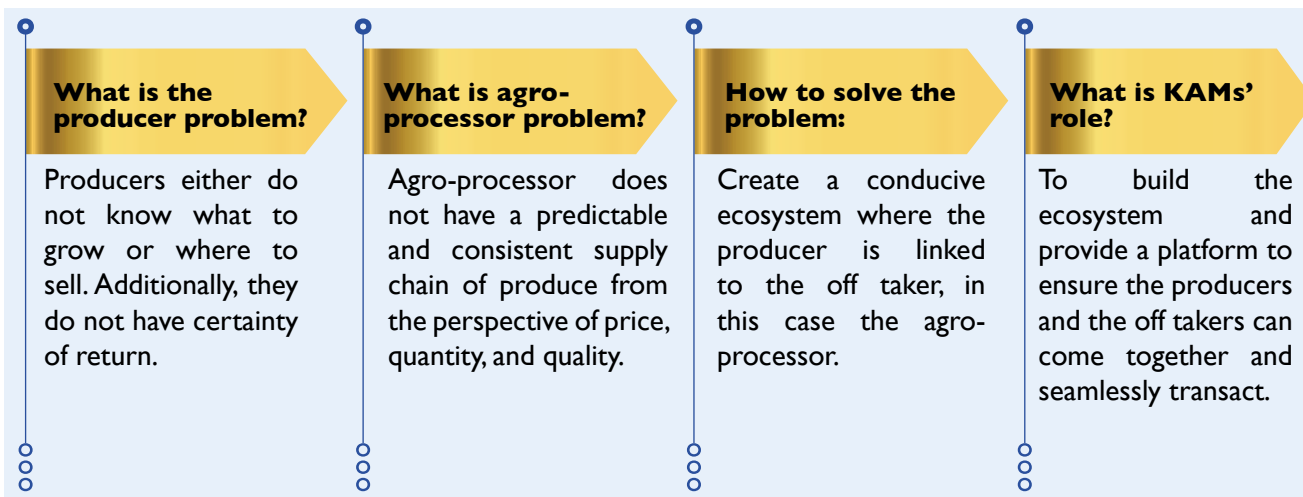 What is the
producer problem?
Producers either do
not know what to
grow or where to
sell. Additionally, they
do not have certainty
of return.
What is agro-
processor problem?
Agro-processor does
not have a predictable
and consistent supply
chain of produce from
the perspective of price,
quantity, and quality.
How to solve the
problem:
Create a conducive
ecosystem where the
producer is linked
to the off taker, in
this case the agro-
processor.
What is KAMs’
role?
To build the
ecosystem and
provide a platform to
ensure the producers
and the off takers can
come together and
seamlessly transact.